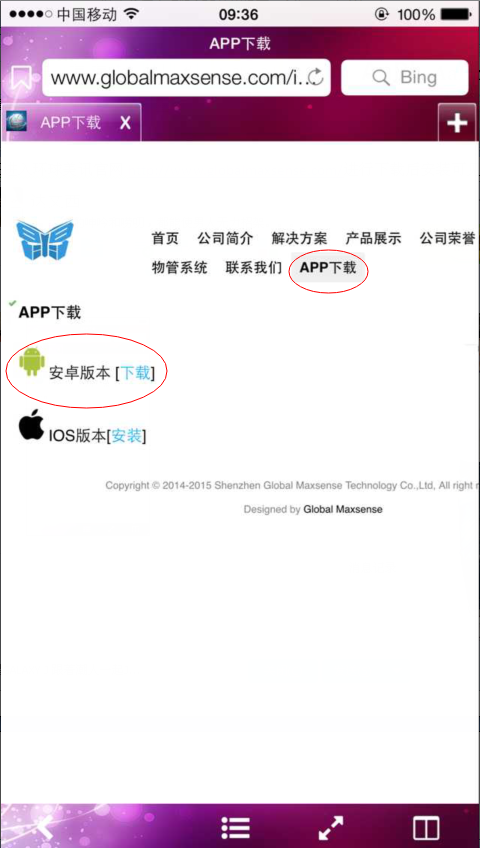 中国移动 09:36 100%
APP下载
www.globalmaxsense.com/i... Bing
APP下载 X
首页 公司简介 解决方案 产品展示 公司荣誉
物管系统 联系我们 APP下载
APP下载
安卓版本 [下载]
IOS版本[安装]
Copyright © 2014-2015 Shenzhen Global Maxsense Technology Co.,Ltd, All right
Designed by Global Maxsense